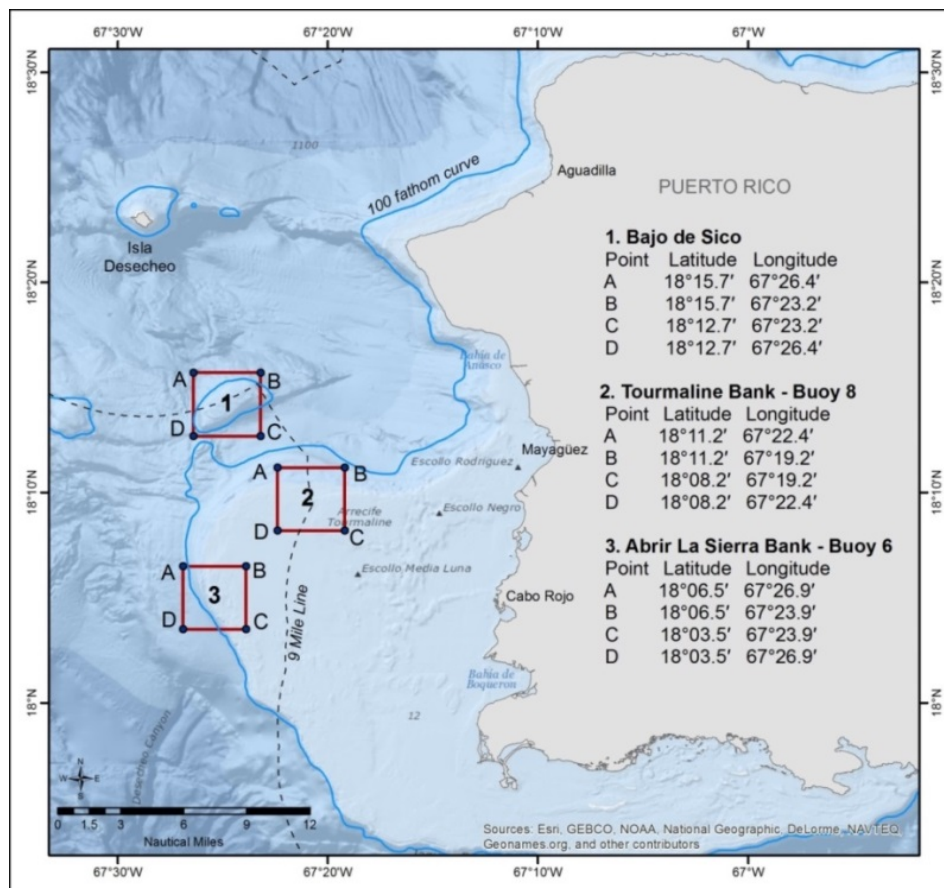 67°30'W 67°20'W 67°10'W 67°W
18°30'N 18°30'N
1100
100 fathom curve
Aguadilla
PUERTO RICO
Isla
Desecheo
1. Bajo de Sico
Point Latitude Longitude
A 18°15.7' 67°26.4'
B 18°15.7' 67°23.2'
C 18°12.7' 67°23.2'
D 18°12.7' 67°26.4'
18°20'N 18°20'N
Bahía de
Anasco
A B
1
D C
2. Tourmaline Bank - Buoy 8
Point Latitude Longitude
A 18°11.2' 67°22.4'
B 18°11.2' 67°19.2'
C 18°08.2' 67°19.2'
D 18°08.2' 67°22.4'
Mayagüez
Escollo Rodriguez
A B
2
D C
18°10'N 18°10'N
Arrecife
Tourmaline
Escollo Negro
Escollo Media Luna
3. Abrir La Sierra Bank - Buoy 6
Point Latitude Longitude
A 18°06.5' 67°26.9'
B 18°06.5' 67°23.9'
C 18°03.5' 67°23.9'
D 18°03.5' 67°26.9'
A B
3
D C
Cabo Rojo
9 Mile Line
Bahía de
Boqueron
18°N 18°N
12
Desecheo Canyon
N
W E
S
0 1.5 3 6 9 12
Nautical Miles
Sources: Esri, GEBCO, NOAA, National Geographic, DeLorme, NAVTEQ,
Geonames.org, and other contributors
67°30'W 67°20'W 67°10'W 67°W